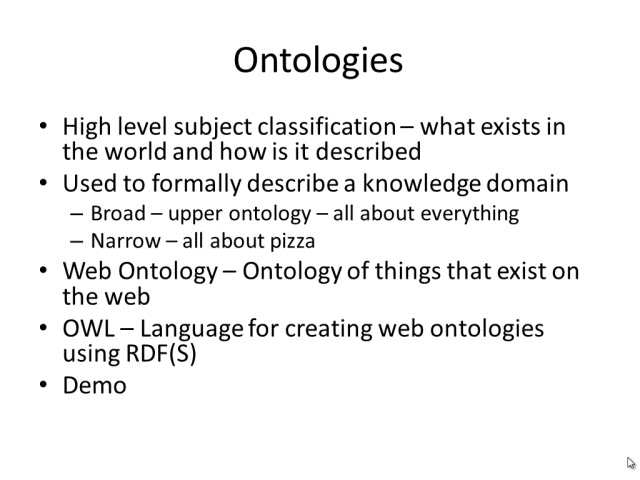 Ontologies
• High level subject classification – what exists in
the world and how is it described
• Used to formally describe a knowledge domain
– Broad – upper ontology – all about everything
– Narrow – all about pizza
• Web Ontology – Ontology of things that exist on
the web
• OWL – Language for creating web ontologies
using RDF(S)
• Demo